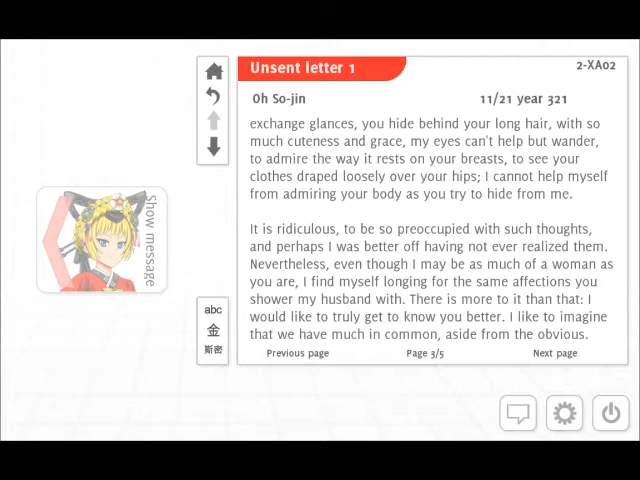 Unsent letter 1
2-XA02
Oh So-jin
11/21 year 321
exchange glances, you hide behind your long hair, with so
much cuteness and grace, my eyes can't help but wander,
to admire the way it rests on your breasts, to see your
clothes draped loosely over your hips; I cannot help myself
from admiring your body as you try to hide from me.
It is ridiculous, to be so preoccupied with such thoughts,
and perhaps I was better off having not ever realized them.
Nevertheless, even though I may be as much of a woman as
you are, I find myself longing for the same affections you
shower my husband with. There is more to it than that: I
would like to truly get to know you better. I like to imagine
that we have much in common, aside from the obvious.
Previous page
Page 3/5
Next page
Show message
abc
金
斯密